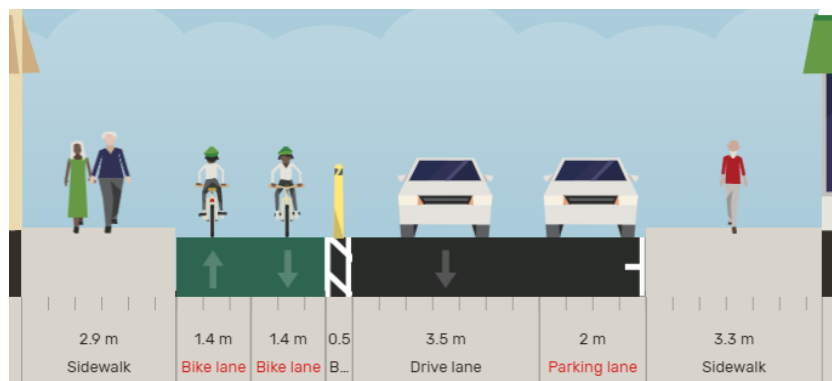 2.9 m
1.4 m
1.4 m
0.5
3.5 m
2 m
3.3 m
Sidewalk
Bike lane
Bike lane
B...
Drive lane
Parking lane
Sidewalk